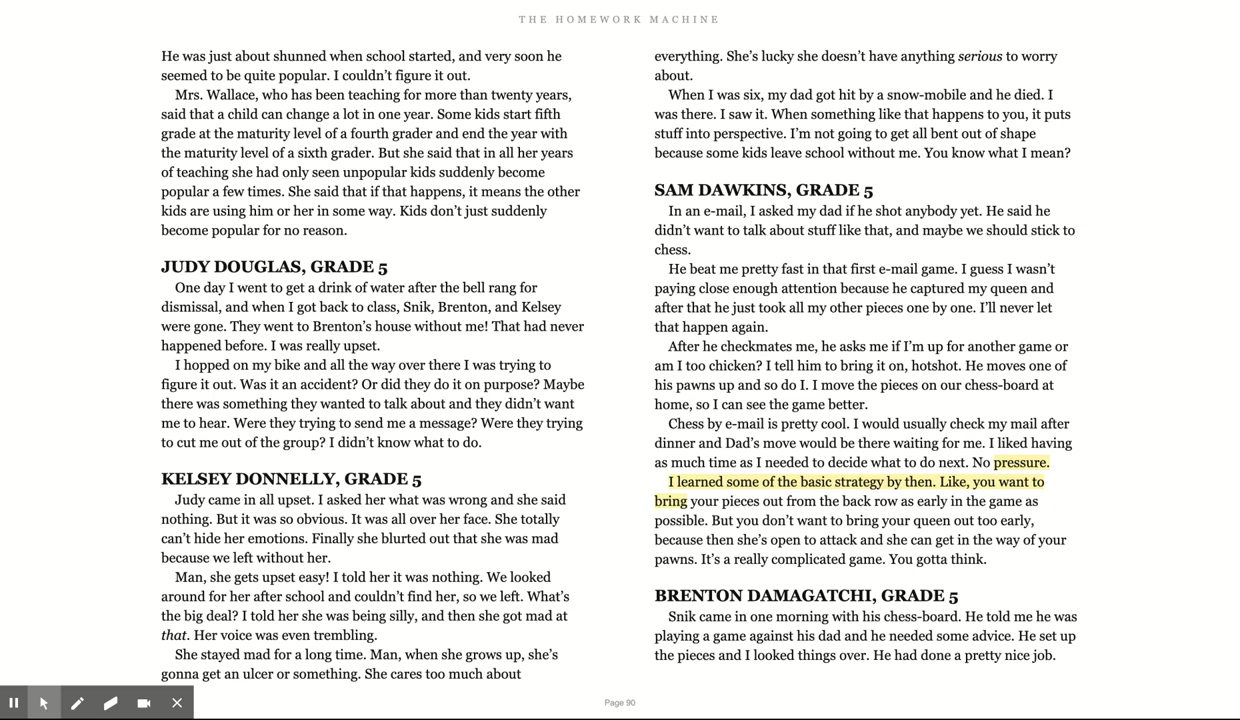 THE HOMEWORK MACHINE
He was just about shunned when school started, and very soon he
seemed to be quite popular. I couldn’t figure it out.
Mrs. Wallace, who has been teaching for more than twenty years,
said that a child can change a lot in one year. Some kids start fifth
grade at the maturity level of a fourth grader and end the year with
the maturity level of a sixth grader. But she said that in all her years
of teaching she had only seen unpopular kids suddenly become
popular a few times. She said that if that happens, it means the other
kids are using him or her in some way. Kids don’t just suddenly
become popular for no reason.
JUDY DOUGLAS, GRADE 5
One day I went to get a drink of water after the bell rang for
dismissal, and when I got back to class, Snik, Brenton, and Kelsey
were gone. They went to Brenton’s house without me! That had never
happened before. I was really upset.
I hopped on my bike and all the way over there I was trying to
figure it out. Was it an accident? Or did they do it on purpose? Maybe
there was something they wanted to talk about and they didn’t want
me to hear. Were they trying to send me a message? Were they trying
to cut me out of the group? I didn’t know what to do.
KELSEY DONNELLY, GRADE 5
Judy came in all upset. I asked her what was wrong and she said
nothing. But it was so obvious. It was all over her face. She totally
can’t hide her emotions. Finally she blurted out that she was mad
because we left without her.
Man, she gets upset easy! I told her it was nothing. We looked
around for her after school and couldn’t find her, so we left. What’s
the big deal? I told her she was being silly, and then she got mad at
that. Her voice was even trembling.
She stayed mad for a long time. Man, when she grows up, she’s
gonna get an ulcer or something. She cares too much about
everything. She’s lucky she doesn’t have anything serious to worry
about.
When I was six, my dad got hit by a snow-mobile and he died. I
was there. I saw it. When something like that happens to you, it puts
stuff into perspective. I’m not going to get all bent out of shape
because some kids leave school without me. You know what I mean?
SAM DAWKINS, GRADE 5
In an e-mail, I asked my dad if he shot anybody yet. He said he
didn’t want to talk about stuff like that, and maybe we should stick to
chess.
He beat me pretty fast in that first e-mail game. I guess I wasn’t
paying close enough attention because he captured my queen and
after that he just took all my other pieces one by one. I’ll never let
that happen again.
After he checkmates me, he asks me if I’m up for another game or
am I too chicken? I tell him to bring it on, hotshot. He moves one of
his pawns up and so do I. I move the pieces on our chess-board at
home, so I can see the game better.
Chess by e-mail is pretty cool. I would usually check my mail after
dinner and Dad’s move would be there waiting for me. I liked having
as much time as I needed to decide what to do next. No pressure.
I learned some of the basic strategy by then. Like, you want to
bring your pieces out from the back row as early in the game as
possible. But you don’t want to bring your queen out too early,
because then she’s open to attack and she can get in the way of your
pawns. It’s a really complicated game. You gotta think.
BRENTON DAMAGATCHI, GRADE 5
Snik came in one morning with his chess-board. He told me he was
playing a game against his dad and he needed some advice. He set up
the pieces and I looked things over. He had done a pretty nice job.
Page 90